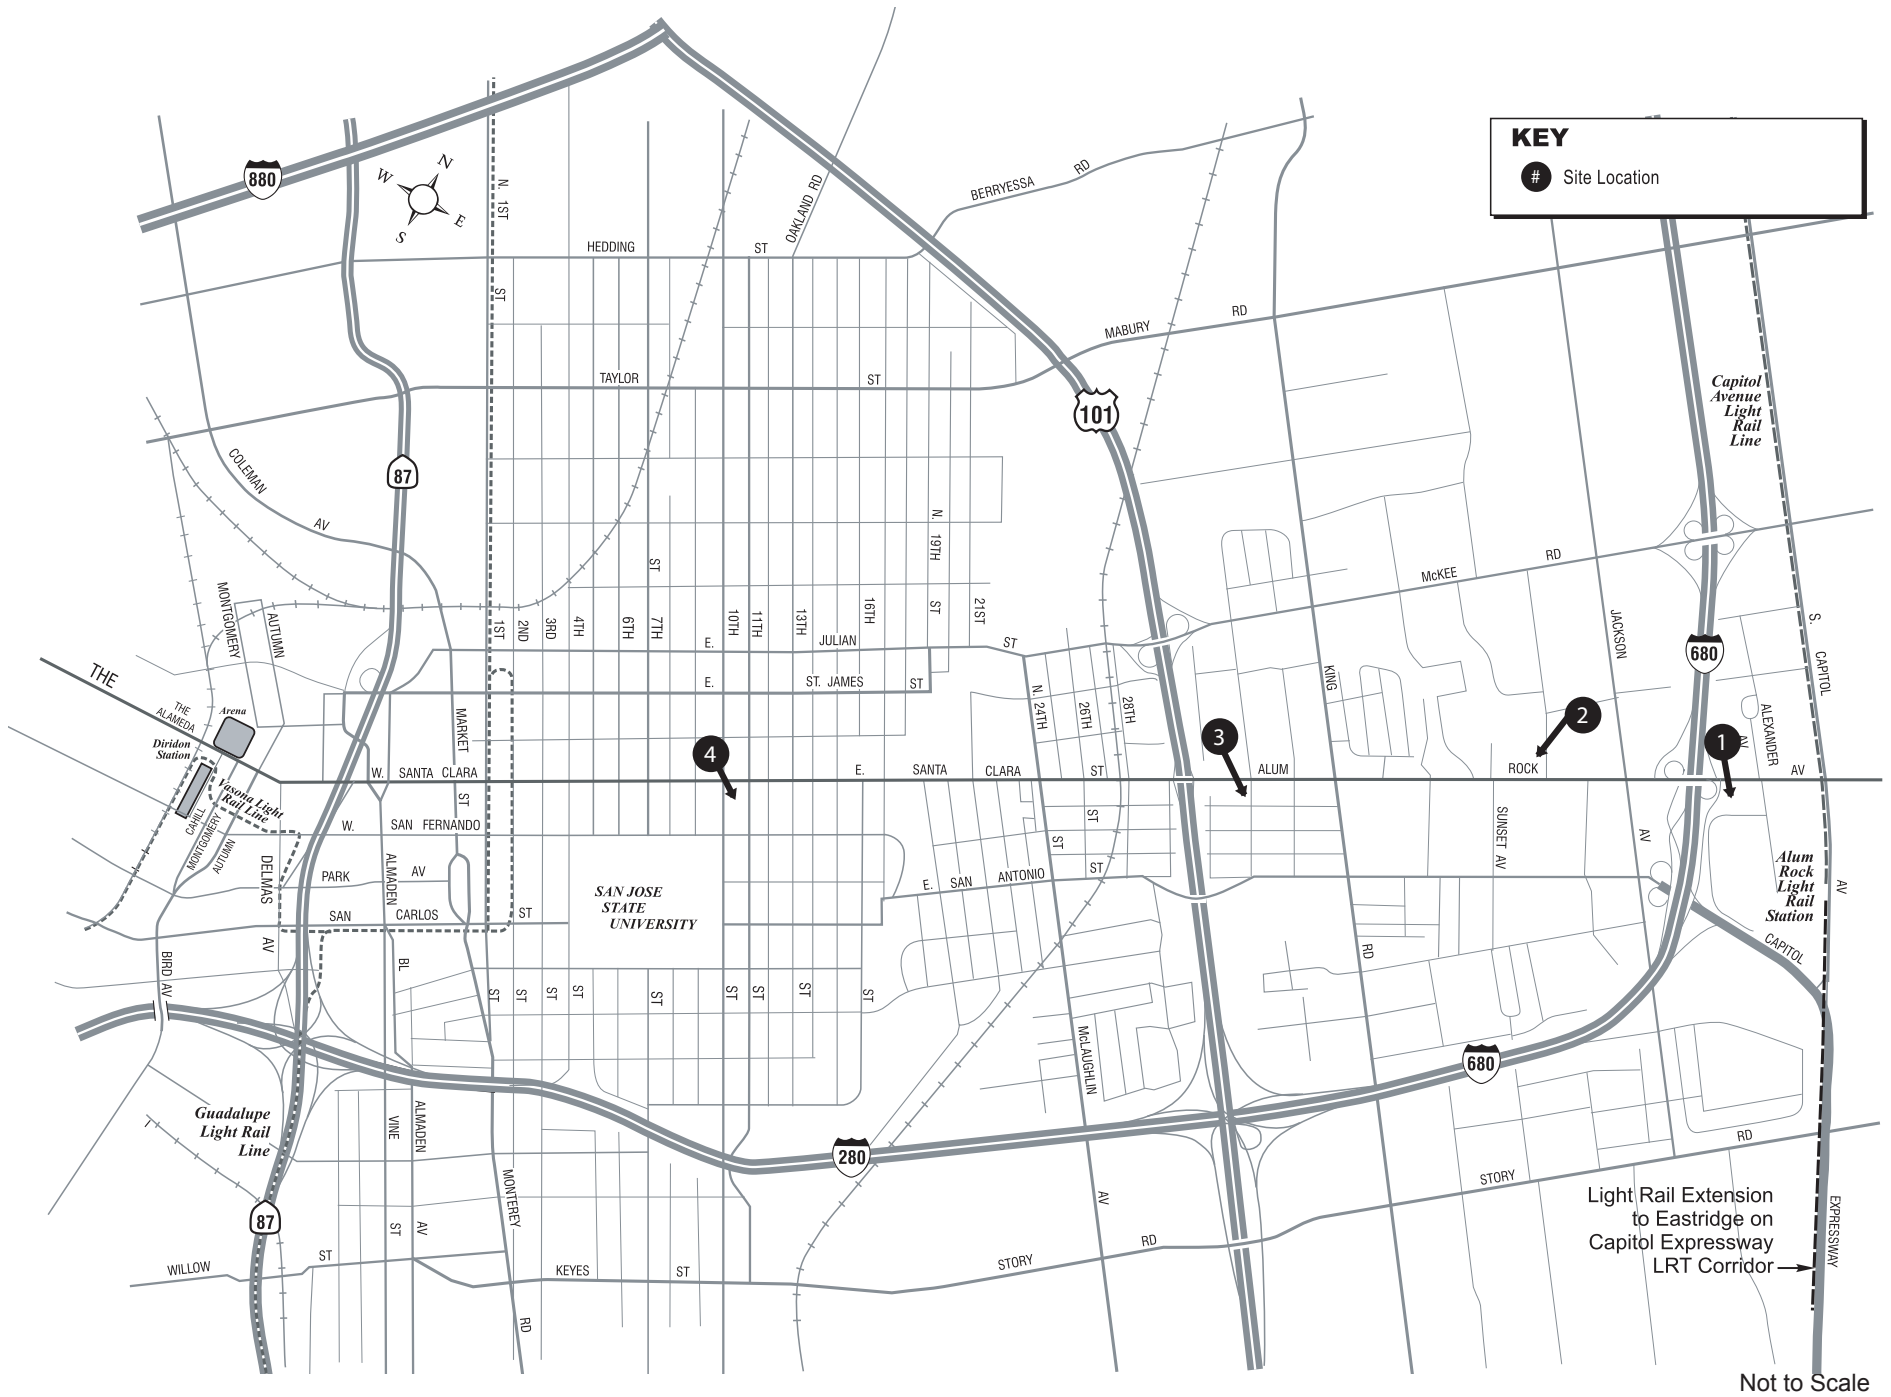 KEY
#
Site Location
880
N
W
E
S
N. 1ST
ST
HEDDING
ST
OAKLAND RD
BERRYESSA
RD
MABURY
RD
TAYLOR
ST
101
87
COLEMAN
AV
Capitol
Avenue
Light
Rail
Line
N. 19TH
ST
ST
McKEE
RD
MONTGOMERY
AUTUMN
1ST
2ND
3RD
4TH
6TH
7TH
10TH
11TH
13TH
16TH
21ST
E.
JULIAN
ST
JACKSON
S. CAPITOL
680
THE
THE
ALAMEDA
Arena
Diridon
Station
E.
ST. JAMES
ST
N. 24TH
26TH
28TH
KING
MARKET
ST
4
3
2
1
ALEXANDER
AV
W.
SANTA CLARA
E.
SANTA
CLARA
ST
ALUM
ROCK
AV
Vasona Light
Rail Line
CAHILL
MONTGOMERY
AUTUMN
W.
SAN FERNANDO
ST
ST
SUNSET AV
AV
DELMAS
AV
PARK
AV
ALMADEN
BL
E.
SAN
ANTONIO
ST
Alum
Rock
Light
Rail
Station
AV
SAN JOSE
STATE
UNIVERSITY
SAN
CARLOS
ST
BIRD AV
RD
CAPITOL
ST
ST
ST
ST
ST
ST
ST
ST
ST
McLAUGHLIN
AV
680
Guadalupe
Light Rail
Line
VINE
ST
ALMADEN
AV
MONTEREY
RD
280
STORY
RD
87
WILLOW
ST
KEYES
ST
STORY
RD
Light Rail Extension
to Eastridge on
Capitol Expressway
LRT Corridor
EXPRESSWAY
Not to Scale